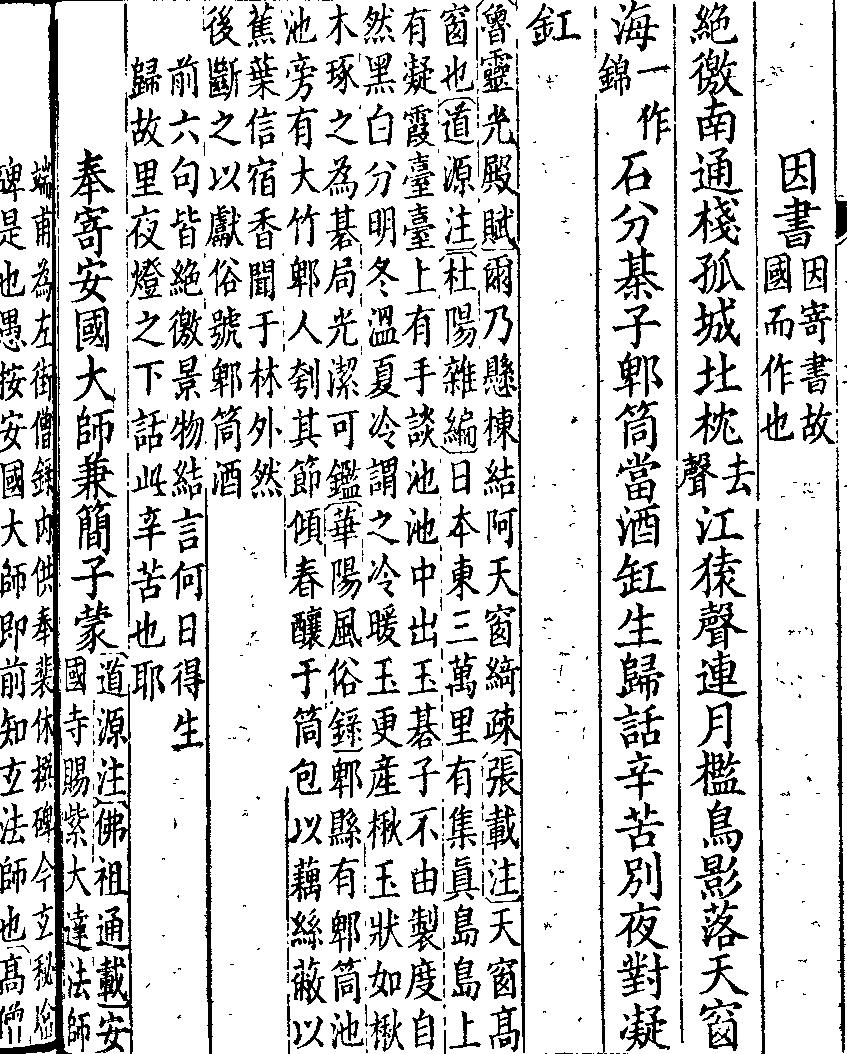 因書因寄書故
國而作也
絶徼南通棧孤城北枕去
聲江猿聲連月檻鳥影落天窗
海一作
錦石分棊子郫筒當酒缸生歸話辛苦別夜對凝
釭
魯靈光殿賦爾乃懸棟結阿天窗綺疎張載注天窗高
窗也道源注杜陽雜編日本東三萬里有集眞島島上
有凝霞臺臺上有手談池池中出玉碁子不由製度自
然黑白分明冬溫夏冷謂之冷暖玉更産楸玉狀如楸
木琢之為碁局光潔可鑑華陽風俗錄郫縣有郫筒池
池旁有大竹郫人刳其節傾春釀于筒包以藕絲蔽以
蕉葉信宿香聞于林外然
後斷之以獻俗號郫筒酒
前六句皆絶徼景物結言何日得生
歸故里夜燈之下話此辛苦也耶
奉寄安國大師兼簡子蒙道源注佛祖通載安
國寺賜紫大達法師
端甫為左街僧錄内供奉裴休撰碑今玄秘塔
碑是也愚按安國大師即前知玄法師也高僧